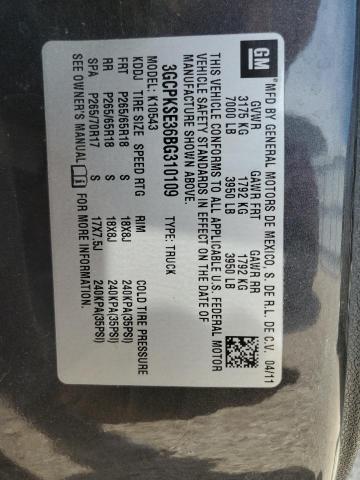 GM MFD BY GENERAL MOTORS DE MEXICO, S. DE R.L. DE C.V. 04/11
GVWR GAWR FRT GAWR RR
3175 KG 1792 KG 1792 KG
7000 LB 3950 LB 3950 LB
THIS VEHICLE CONFORMS TO ALL APPLICABLE U.S. FEDERAL MOTOR
VEHICLE SAFETY STANDARDS IN EFFECT ON THE DATE OF
MANUFACTURE SHOWN ABOVE.
3GCPKSE36BG310109 TYPE: TRUCK
MODEL: K10543
KDDJ TIRE SIZE SPEED RTG RIM COLD TIRE PRESSURE
FRT P265/65R18 S 18X8J 240KPA(35PSI)
RR P265/65R18 S 18X8J 240KPA(35PSI)
SPA P265/70R17 S 17X7.5J 240KPA(35PSI)
SEE OWNER'S MANUAL FOR MORE INFORMATION.